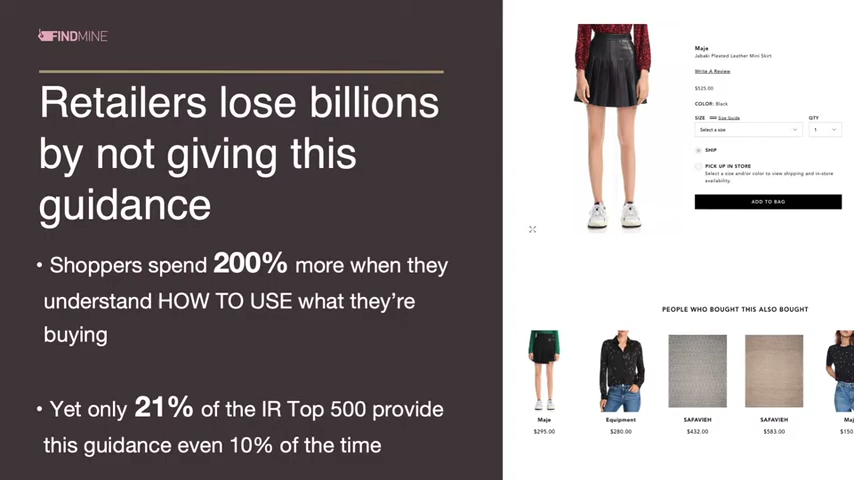 FINDMINE
Retailers lose billions
by not giving this
guidance
• Shoppers spend 200% more when they
understand HOW TO USE what they're
buying
• Yet only 21% of the IR Top 500 provide
this guidance even 10% of the time
Maje
Jabaki Pleated Leather Mini Skirt
Write A Review
$525.00
COLOR: Black
SIZE Size Guide
QTY
Select a size
1
SHIP
PICK UP IN STORE
Select a size and/or color to view shipping and in-store
availability.
ADD TO BAG
PEOPLE WHO BOUGHT THIS ALSO BOUGHT
Maje
$295.00
Equipment
$280.00
SAFAVIEH
$432.00
SAFAVIEH
$583.00
Maj
$150